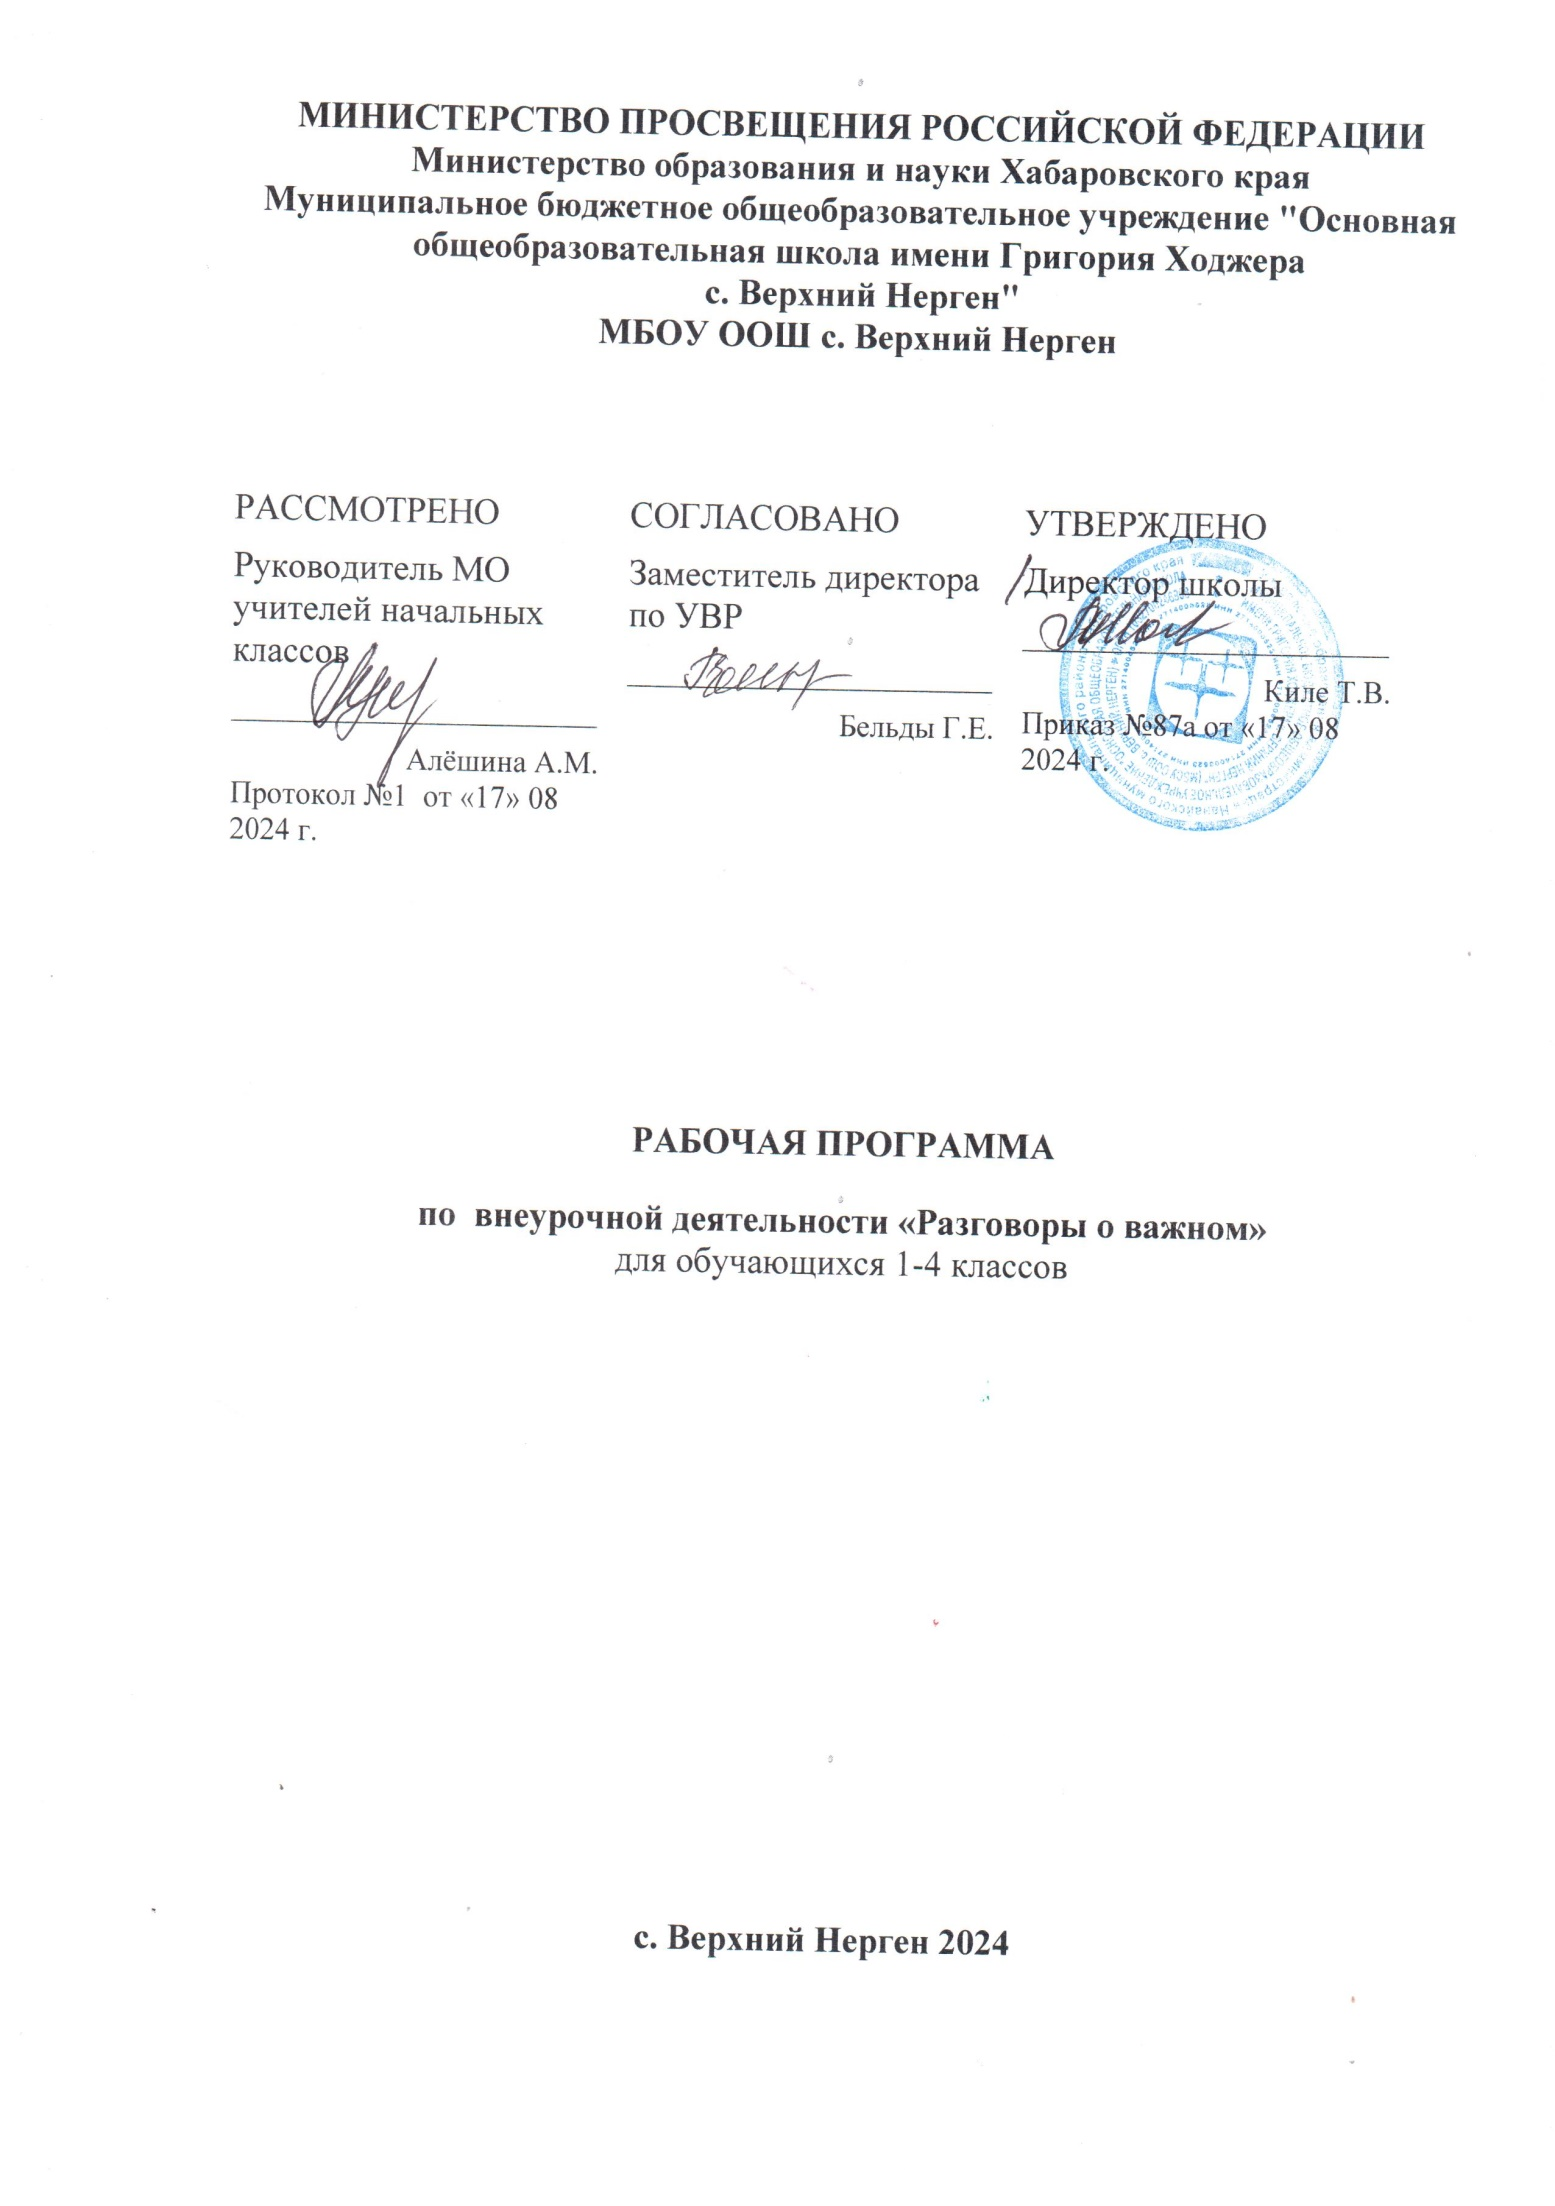 МИНИСТЕРСТВО ПРОСВЕЩЕНИЯ РОССИЙСКОЙ ФЕДЕРАЦИИ
Министерство образования и науки Хабаровского края
Муниципальное бюджетное общеобразовательное учреждение "Основная
общеобразовательная школа имени Григория Ходжера
с. Верхний Нерген"
МБОУ ООШ с. Верхний Нерген
РАССМОТРЕНО
Руководитель МО
учителей начальных
классов
Алёшина А.М.
Протокол №1 от «17» 08
2024 г.
СОГЛАСОВАНО
Заместитель директора
по УВР
Бельды Г.Е.
УТВЕРЖДЕНО
Директор школы
Киле Т.В.
Приказ №87а от «17» 08
2024 г.
РАБОЧАЯ ПРОГРАММА
по внеурочной деятельности «Разговоры о важном»
для обучающихся 1-4 классов
с. Верхний Нерген 2024